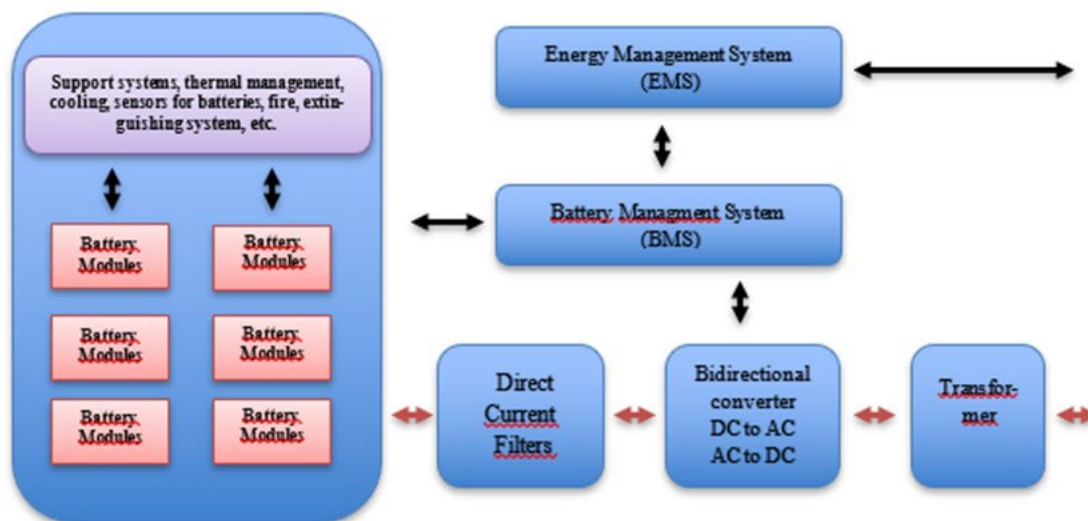 Support systems, thermal management,
cooling, sensors for batteries, fire, extin-
guishing system, etc.
Battery
Modules
Battery
Modules
Battery
Modules
Battery
Modules
Battery
Modules
Battery
Modules
Energy Management System
(EMS)
Battery Managment System
(BMS)
Direct
Current
Filters
Bidirectional
converter
DC to AC
AC to DC
Transfor-
mer